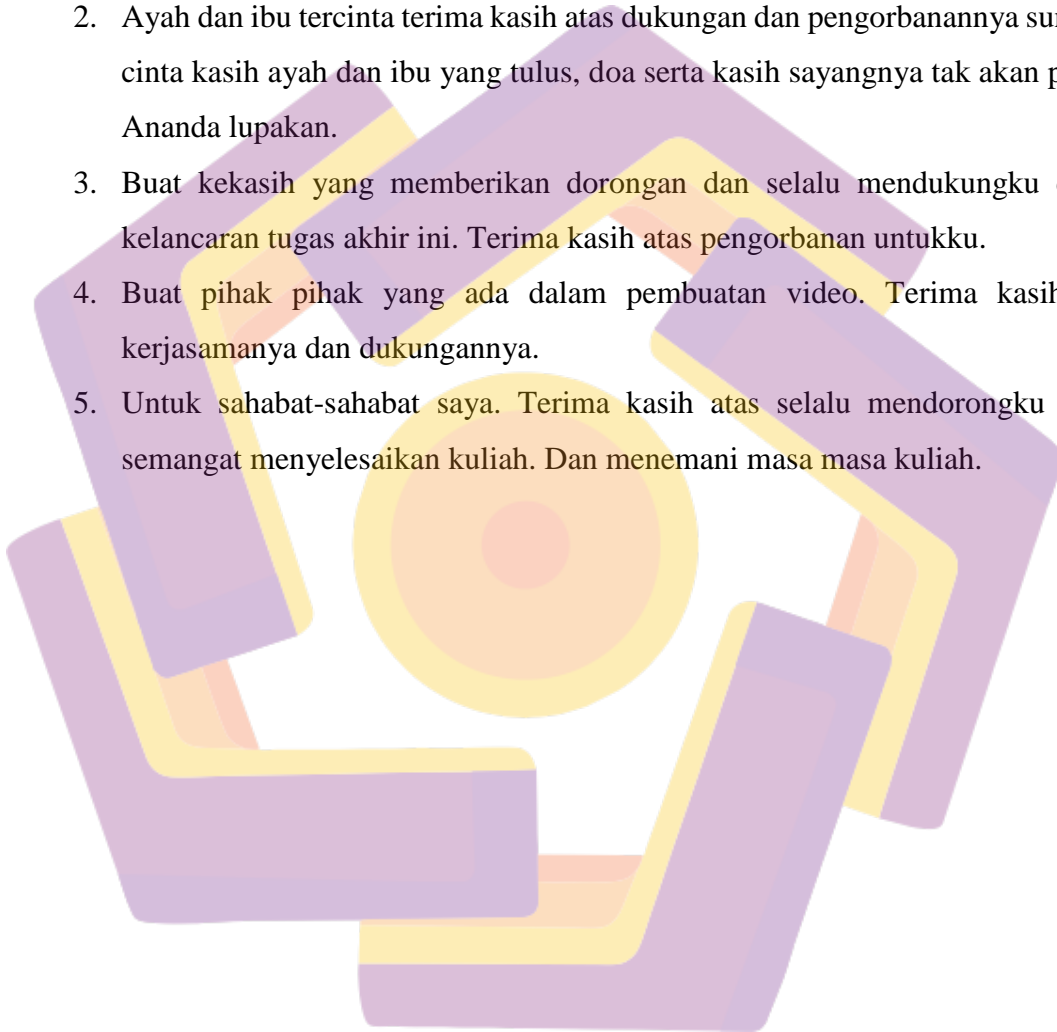 2. Ayah dan ibu tercinta terima kasih atas dukungan dan pengorbanannya
cinta kasih ayah dan ibu yang tulus, doa serta kasih sayangnya tak akan
Ananda lupakan.
3. Buat kekasih yang memberikan dorongan dan selalu mendukungku
kelancaran tugas akhir ini. Terima kasih atas pengorbanan untukku.
4. Buat pihak pihak yang ada dalam pembuatan video. Terima kasih
kerjasamanya dan dukungannya.
5. Untuk sahabat-sahabat saya. Terima kasih atas selalu mendorongku
semangat menyelesaikan kuliah. Dan menemani masa masa kuliah.